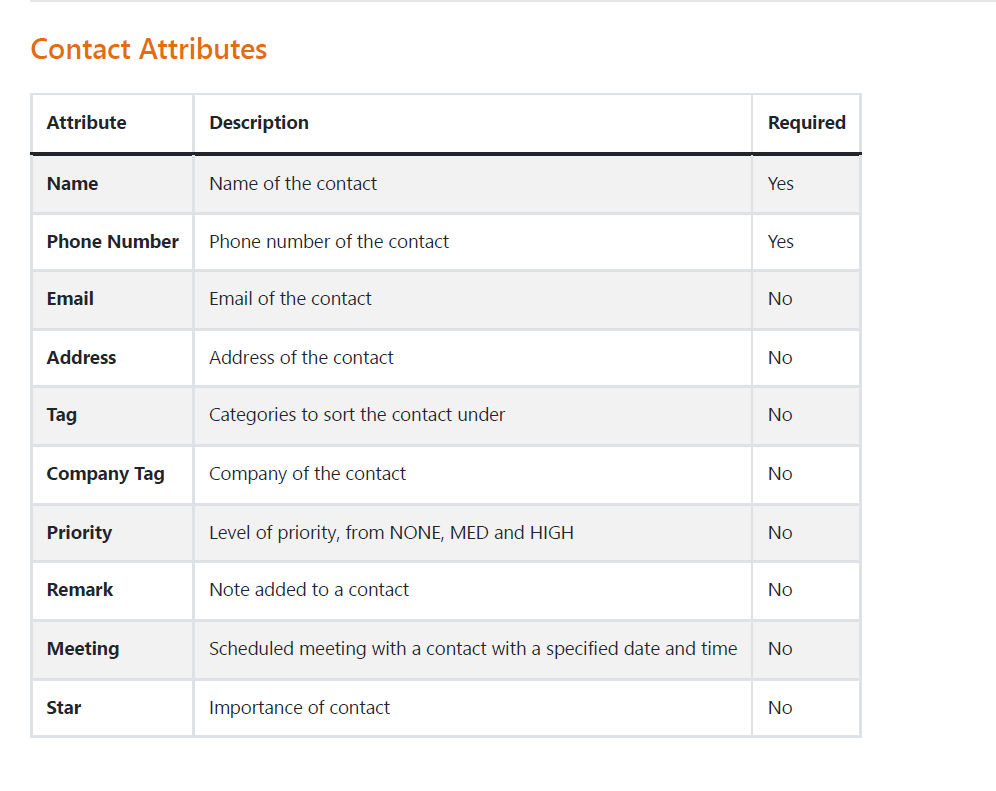 Contact Attributes
Attribute Description Required
Name Name of the contact Yes
Phone Number Phone number of the contact Yes
Email Email of the contact No
Address Address of the contact No
Tag Categories to sort the contact under No
Company Tag Company of the contact No
Priority Level of priority, from NONE, MED and HIGH No
Remark Note added to a contact No
Meeting Scheduled meeting with a contact with a specified date and time No
Star Importance of contact No